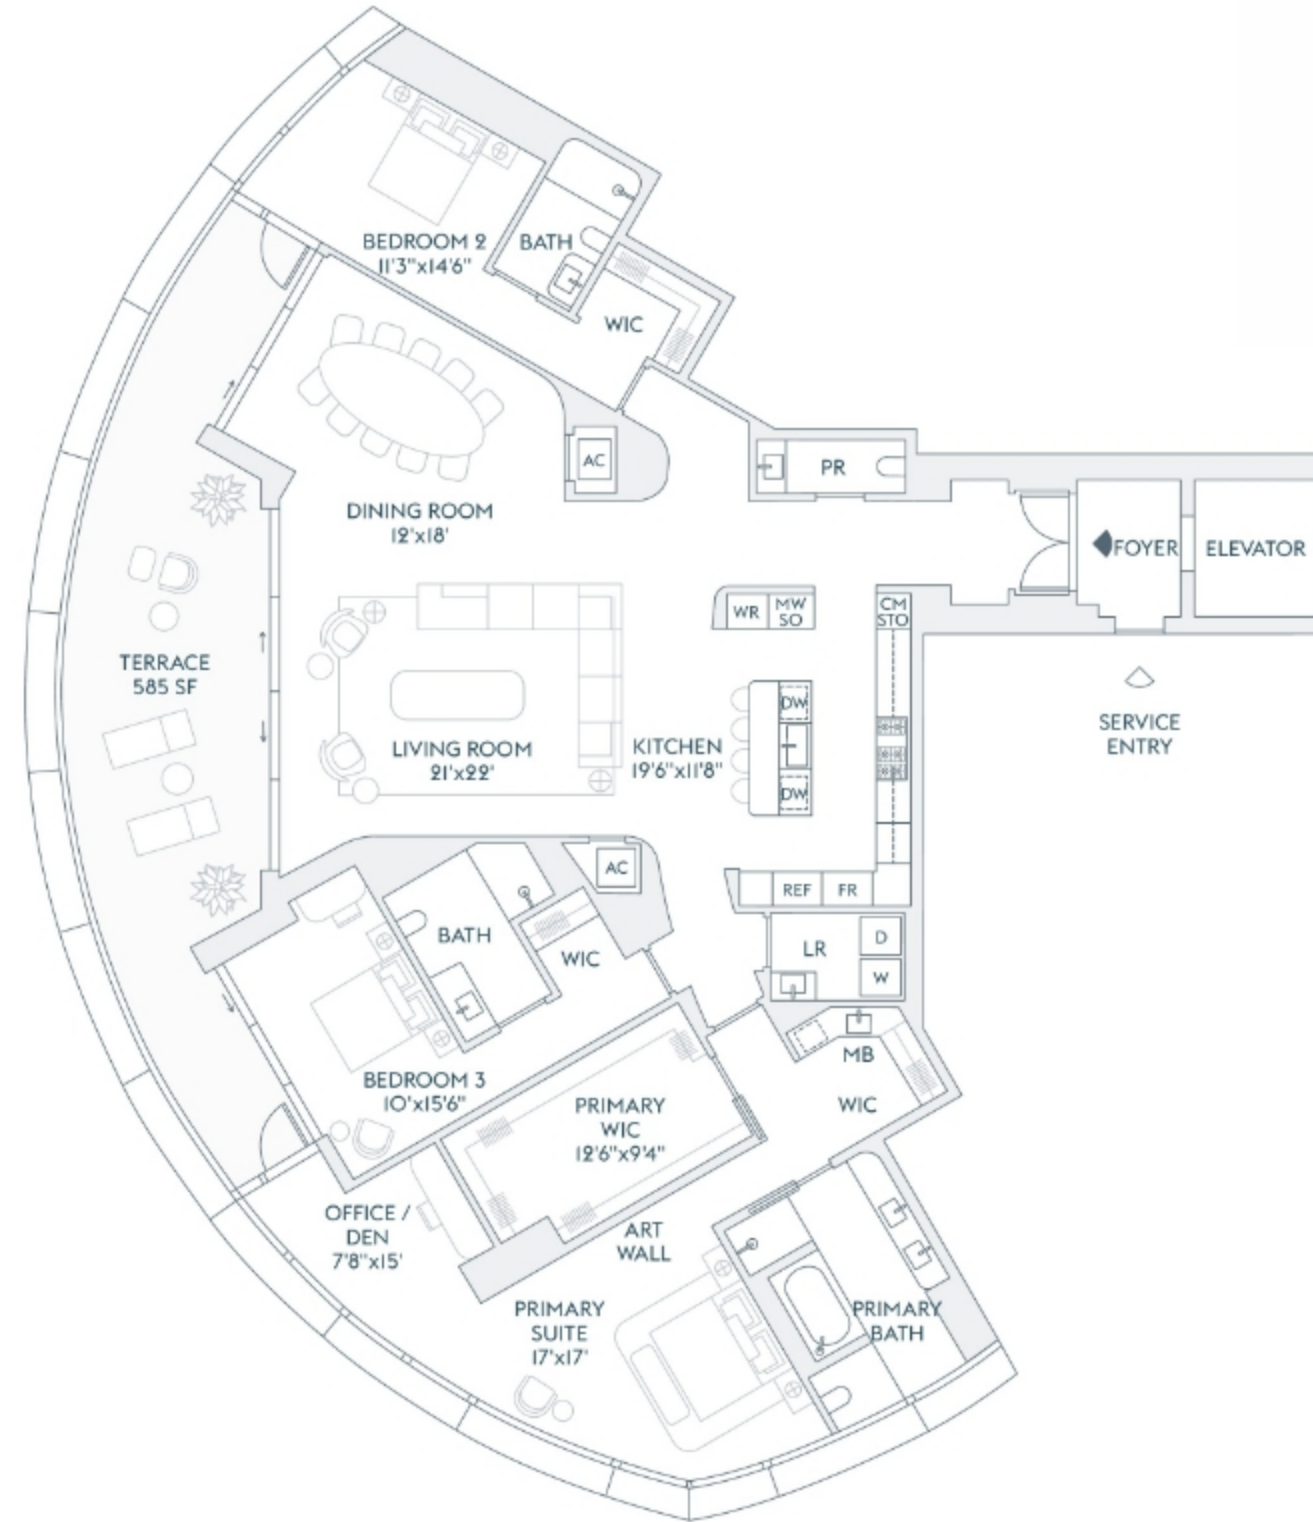 BEDROOM 2
11'3"x14'6"
BATH
WIC
AC
PR
DINING ROOM
12'x18'
FOYER
ELEVATOR
WR
MW
SO
CM
STO
TERRACE
585 SF
DW
LIVING ROOM
21'x22'
KITCHEN
19'6"x11'8"
DW
SERVICE
ENTRY
AC
REF
FR
BATH
WIC
LR
D
W
MB
WIC
BEDROOM 3
10'x15'6"
PRIMARY
WIC
12'6"x9'4"
OFFICE /
DEN
7'8"x15'
ART
WALL
PRIMARY
SUITE
17'x17'
PRIMARY
BATH